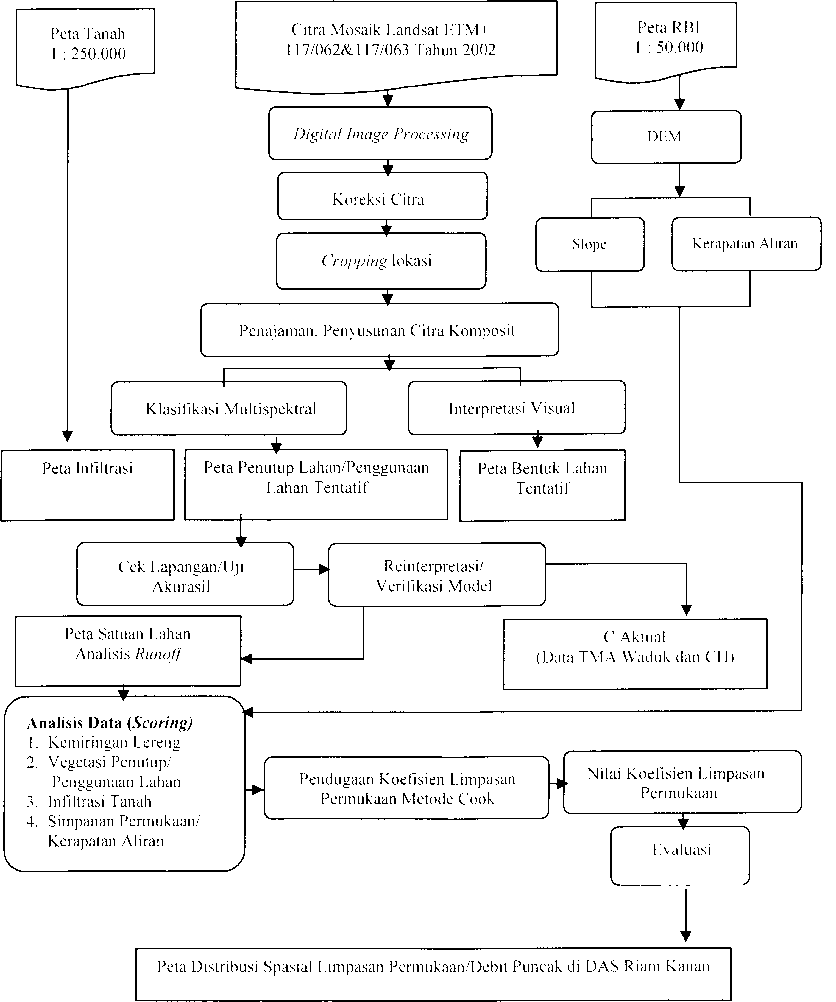 Peta Tanah
1 : 250.000
Citra Mosaik Landsat ETM+
117/062&117/063 Tahun 2002
Peta RBI
1 : 50.000
Digital Image Processing
DEM
Koreksi Citra
Slope
Kerapatan Aliran
Cropping lokasi
Penajaman, Penyusunan Citra Komposit
Klasifikasi Multispektral
Interpretasi Visual
Peta Infiltrasi
Peta Penutup Lahan/Penggunaan
Lahan Tentatif
Peta Bentuk Lahan
Tentatif
Cek Lapangan/Uji
Akurasil
Reinterpretasi/
Verifikasi Model
Peta Satuan Lahan
Analisis Runoff
C Aktual
(Data TMA Waduk dan CH)
Analisis Data (Scoring)
1. Kemiringan Lereng
2. Vegetasi Penutup/
Penggunaan Lahan
3. Infiltrasi Tanah
4. Simpanan Permukaan/
Kerapatan Aliran
Pendugaan Koefisien Limpasan
Permukaan Metode Cook
Nilai Koefisien Limpasan
Permukaan
Evaluasi
Peta Distribusi Spasial Limpasan Permukaan/Debit Puncak di DAS Riam Kanan